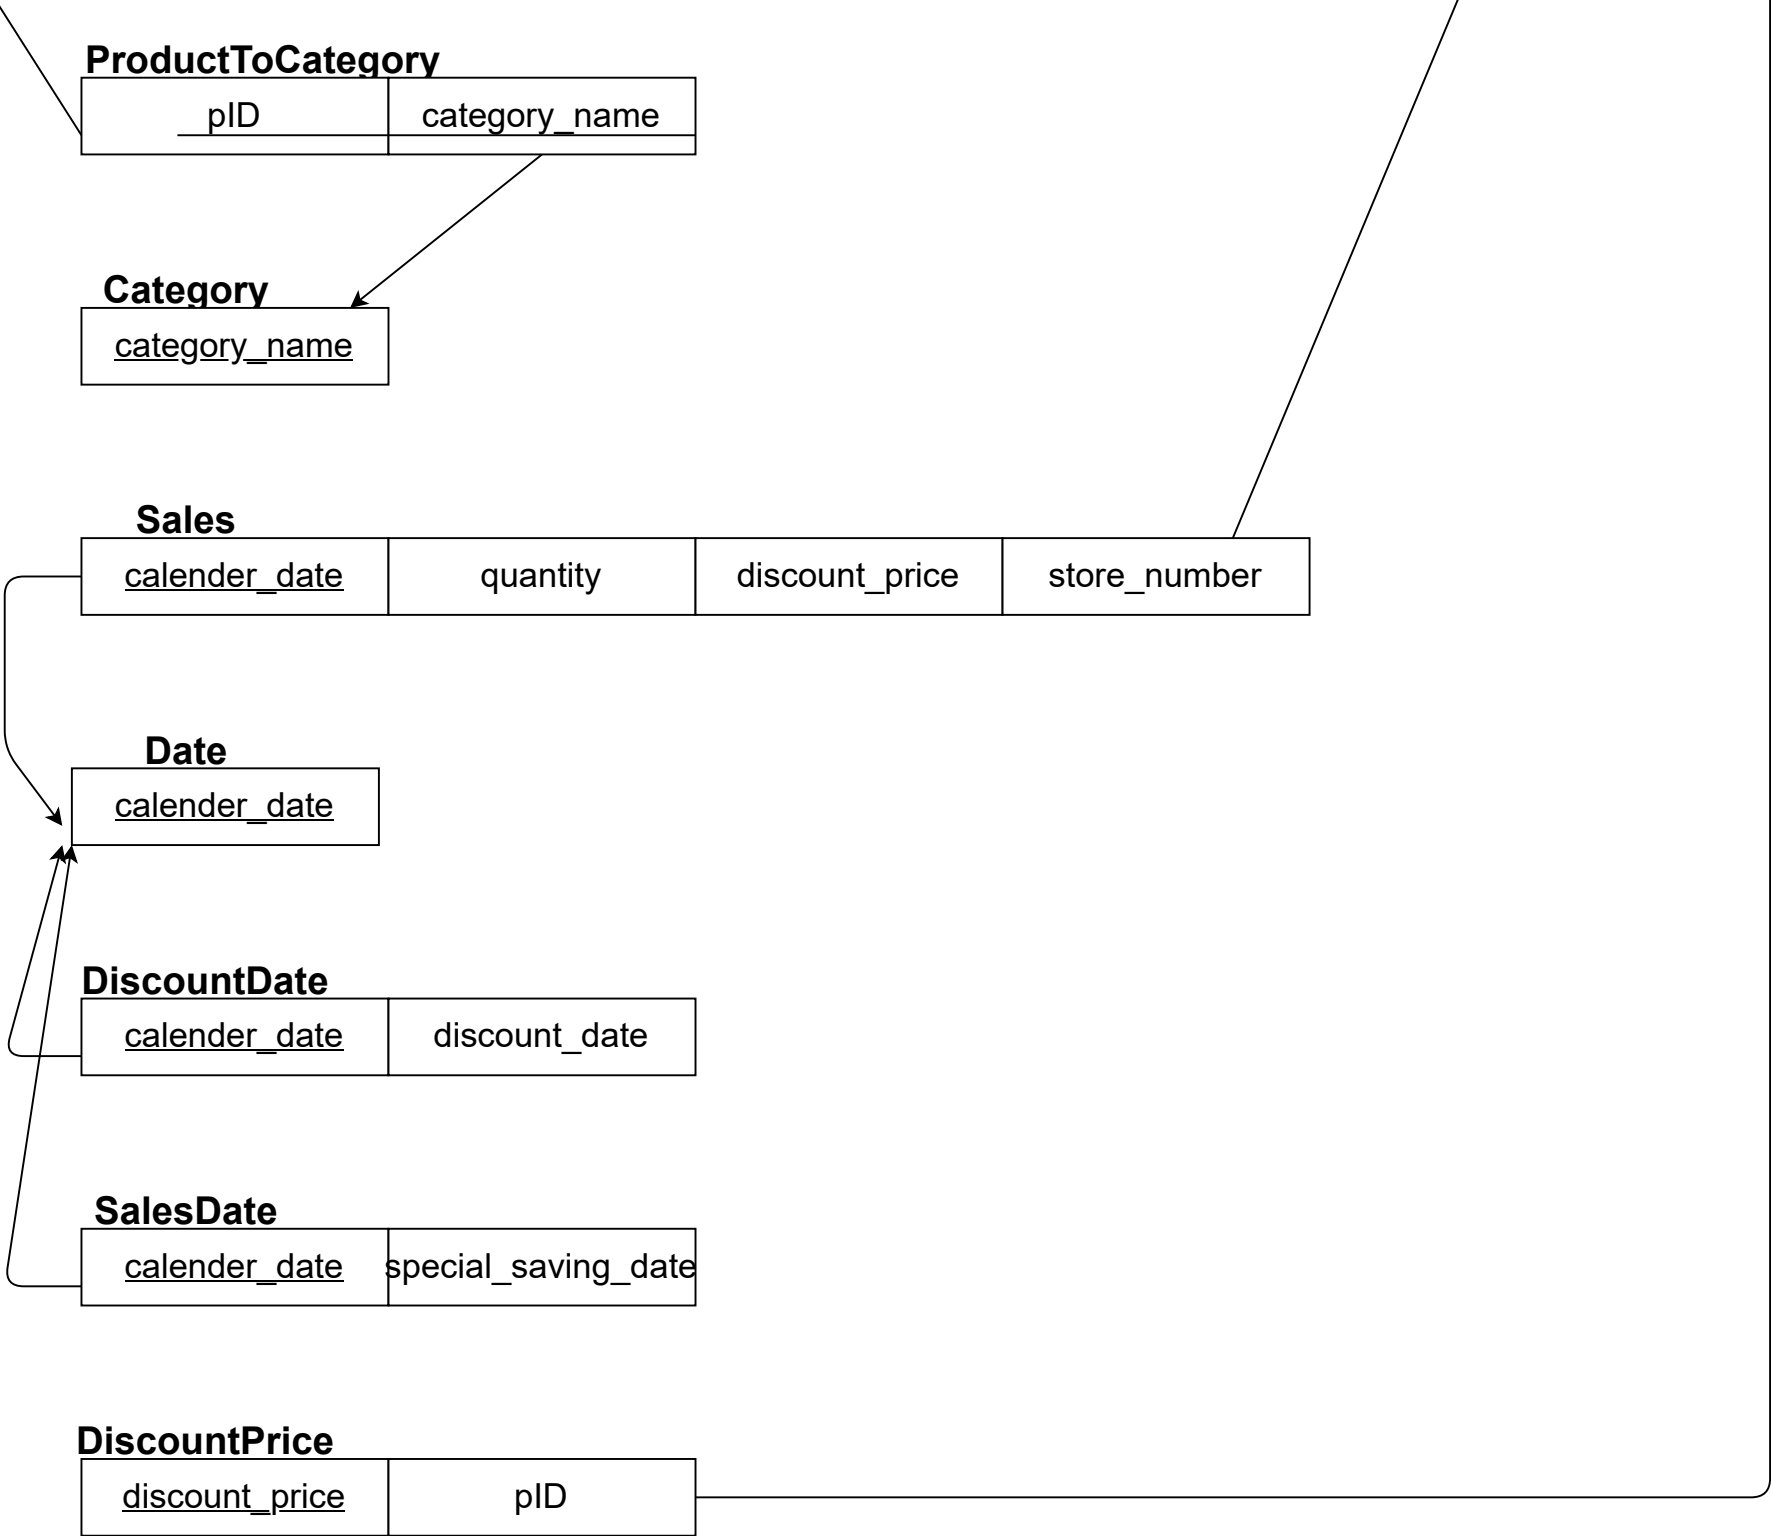 ProductToCategory
pID category_name
Category
category_name
Sales
calender_date quantity discount_price store_number
Date
calender_date
DiscountDate
calender_date discount_date
SalesDate
calender_date special_saving_date
DiscountPrice
discount_price pID